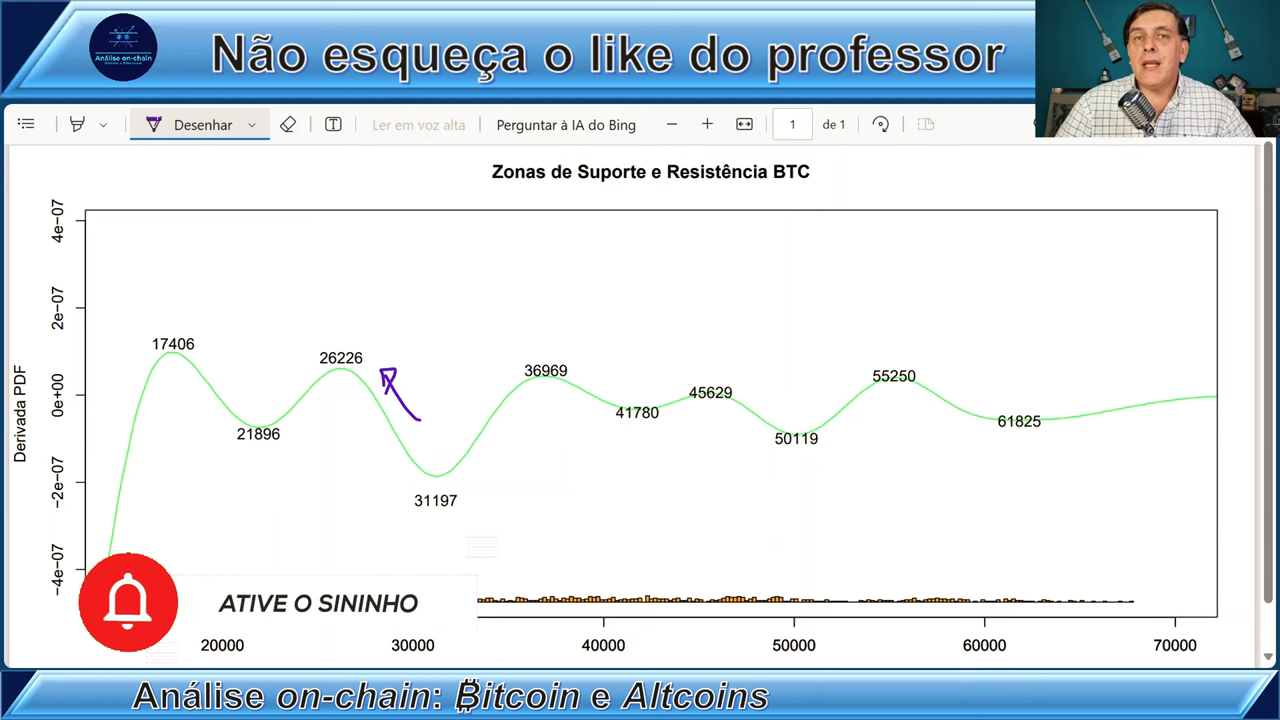 Não esqueça o like do professor
Análise on-chain
Desenhar
Ler em voz alta
Perguntar à IA do Bing
1
de 1
Zonas de Suporte e Resistência BTC
Derivada PDF
4e−07
2e−07
0e+00
−2e−07
−4e−07
17406
26226
36969
45629
55250
21896
41780
50119
61825
31197
ATIVE O SININHO
20000
30000
40000
50000
60000
70000
Análise on-chain: ₿itcoin e Altcoins